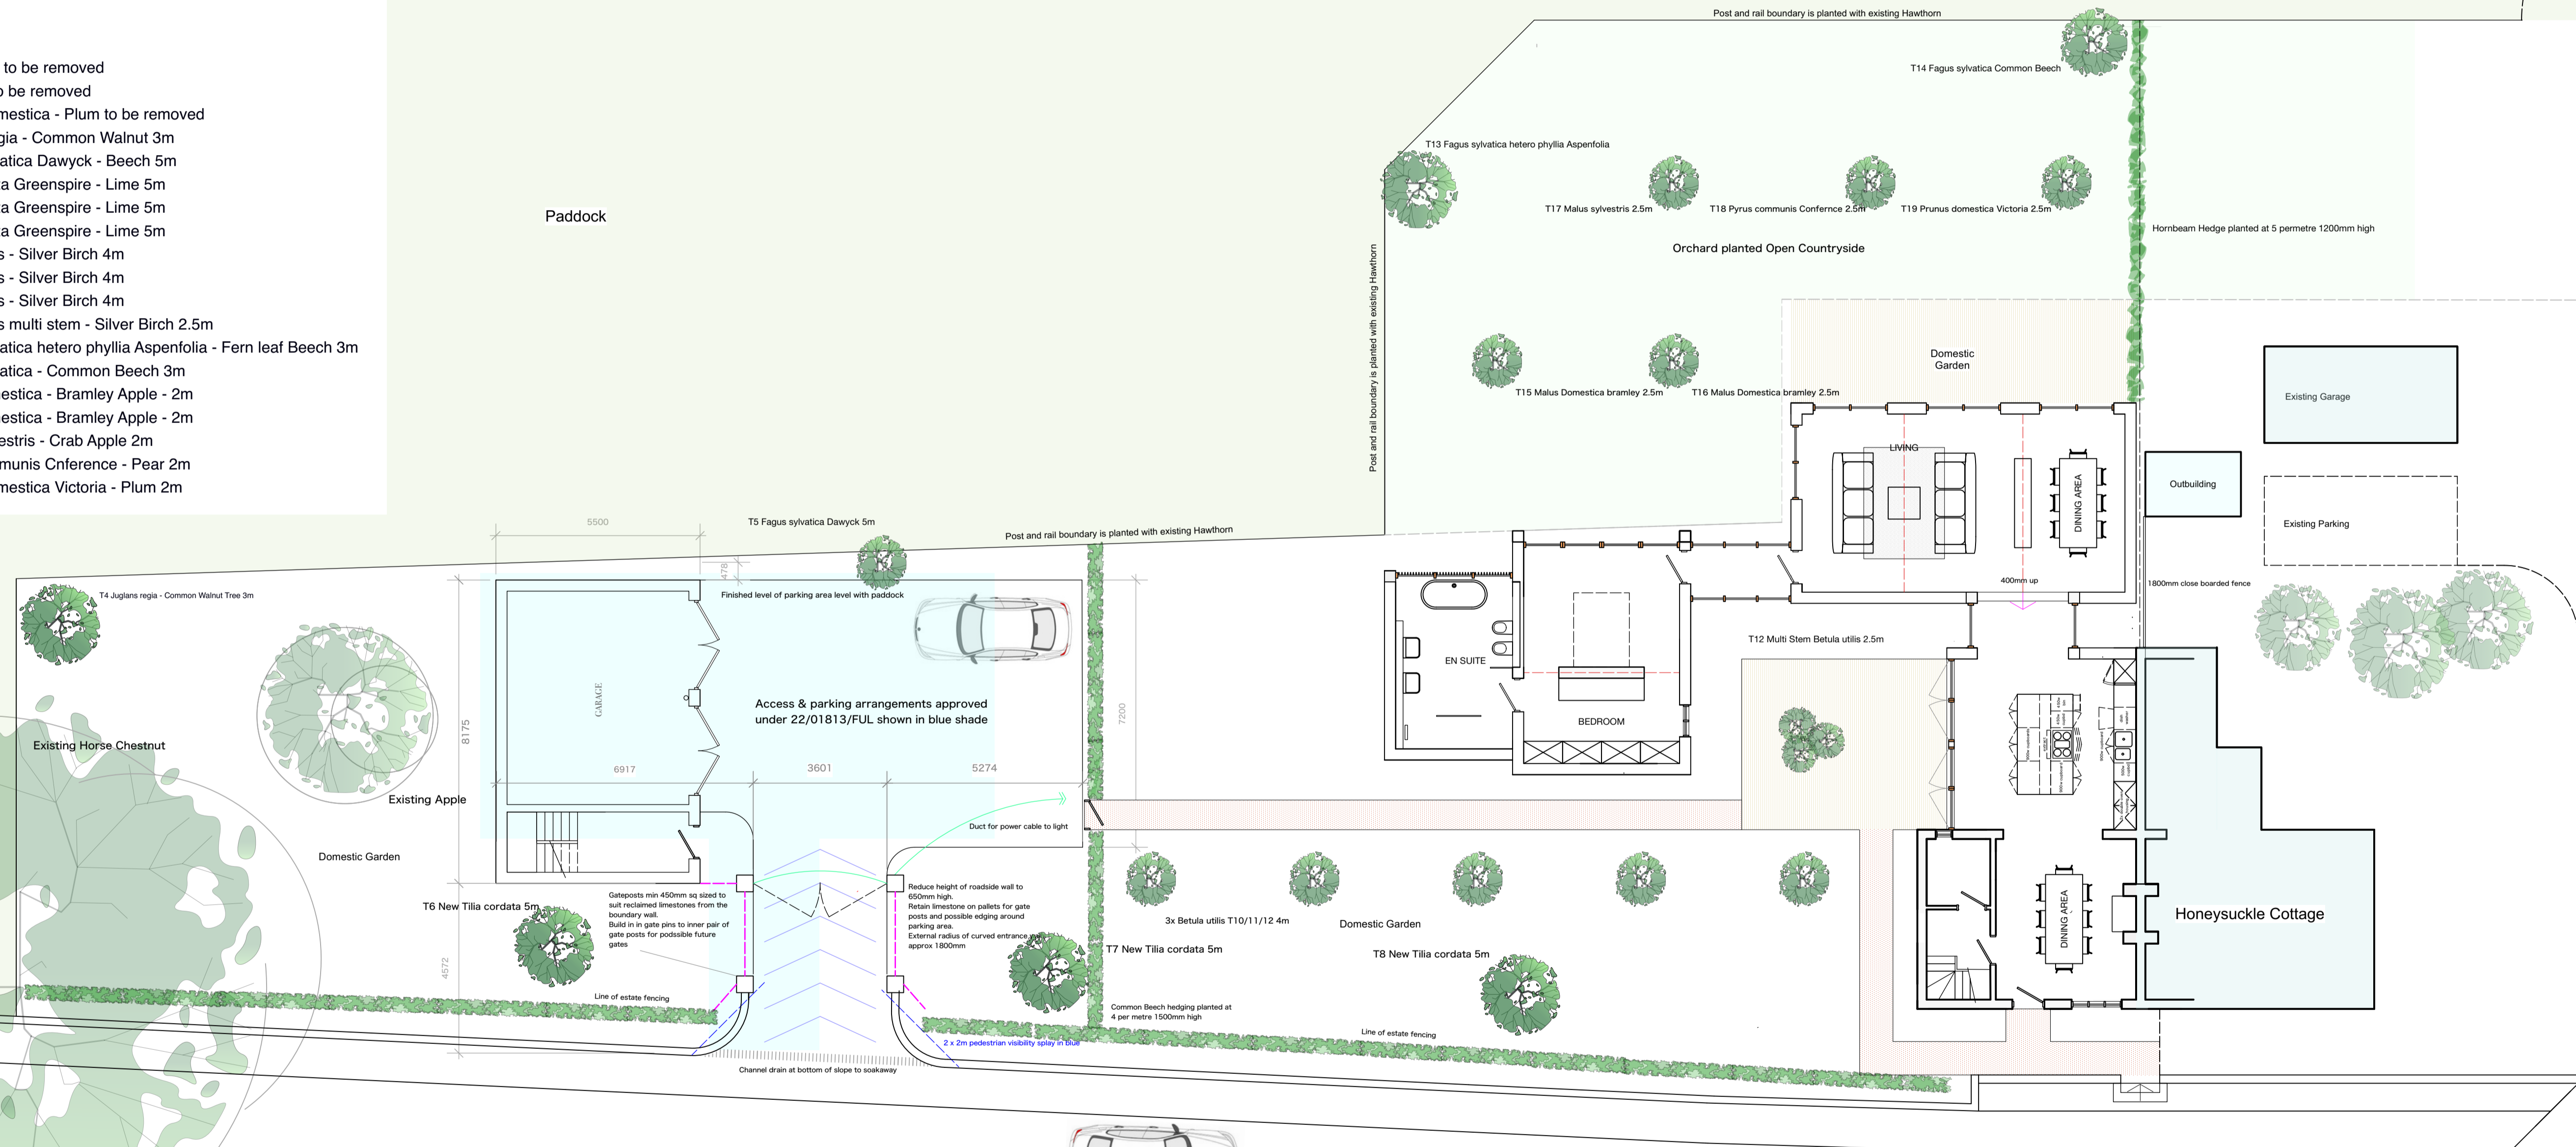 to be removed
be removed
mestica - Plum to be removed
gia - Common Walnut 3m
atica Dawyck - Beech 5m
a Greenspire - Lime 5m
a Greenspire - Lime 5m
a Greenspire - Lime 5m
s - Silver Birch 4m
s - Silver Birch 4m
s - Silver Birch 4m
s multi stem - Silver Birch 2.5m
atica hetero phyllia Aspenfolia - Fern leaf Beech 3m
atica - Common Beech 3m
nestica - Bramley Apple - 2m
nestica - Bramley Apple - 2m
estris - Crab Apple 2m
munis Cnference - Pear 2m
mestica Victoria - Plum 2m
Post and rail boundary is planted with existing Hawthorn
T14 Fagus sylvatica Common Beech
T13 Fagus sylvatica hetero phyllia Aspenfolia
Paddock
T17 Malus sylvestris 2.5m
T18 Pyrus communis Confernce 2.5m
T19 Prunus domestica Victoria 2.5m
Hornbeam Hedge planted at 5 permetre 1200mm high
Orchard planted Open Countryside
Post and rail boundary is planted with existing Hawthorn
Domestic
Garden
T15 Malus Domestica bramley 2.5m
T16 Malus Domestica bramley 2.5m
Existing Garage
LIVING
DINING AREA
Outbuilding
Existing Parking
5500
T5 Fagus sylvatica Dawyck 5m
Post and rail boundary is planted with existing Hawthorn
478
400mm up
1800mm close boarded fence
T4 Juglans regia - Common Walnut Tree 3m
Finished level of parking area level with paddock
T12 Multi Stem Betula utilis 2.5m
EN SUITE
BEDROOM
GARAGE
Access & parking arrangements approved
under 22/01813/FUL shown in blue shade
8175
7200
Existing Horse Chestnut
6917
3601
5274
Existing Apple
Duct for power cable to light
Domestic Garden
Gateposts min 450mm sq sized to
suit reclaimed limestones from the
boundary wall.
Build in in gate pins to inner pair of
gate posts for podssible future
gates
Reduce height of roadside wall to
650mm high.
Retain limestone on pallets for gate
posts and possible edging around
parking area.
External radius of curved entrance
approx 1800mm
T6 New Tilia cordata 5m
3x Betula utilis T10/11/12 4m
Domestic Garden
T7 New Tilia cordata 5m
T8 New Tilia cordata 5m
DINING AREA
Honeysuckle Cottage
4572
Line of estate fencing
Common Beech hedging planted at
4 per metre 1500mm high
Line of estate fencing
2 x 2m pedestrian visibility splay in blue
Channel drain at bottom of slope to soakaway